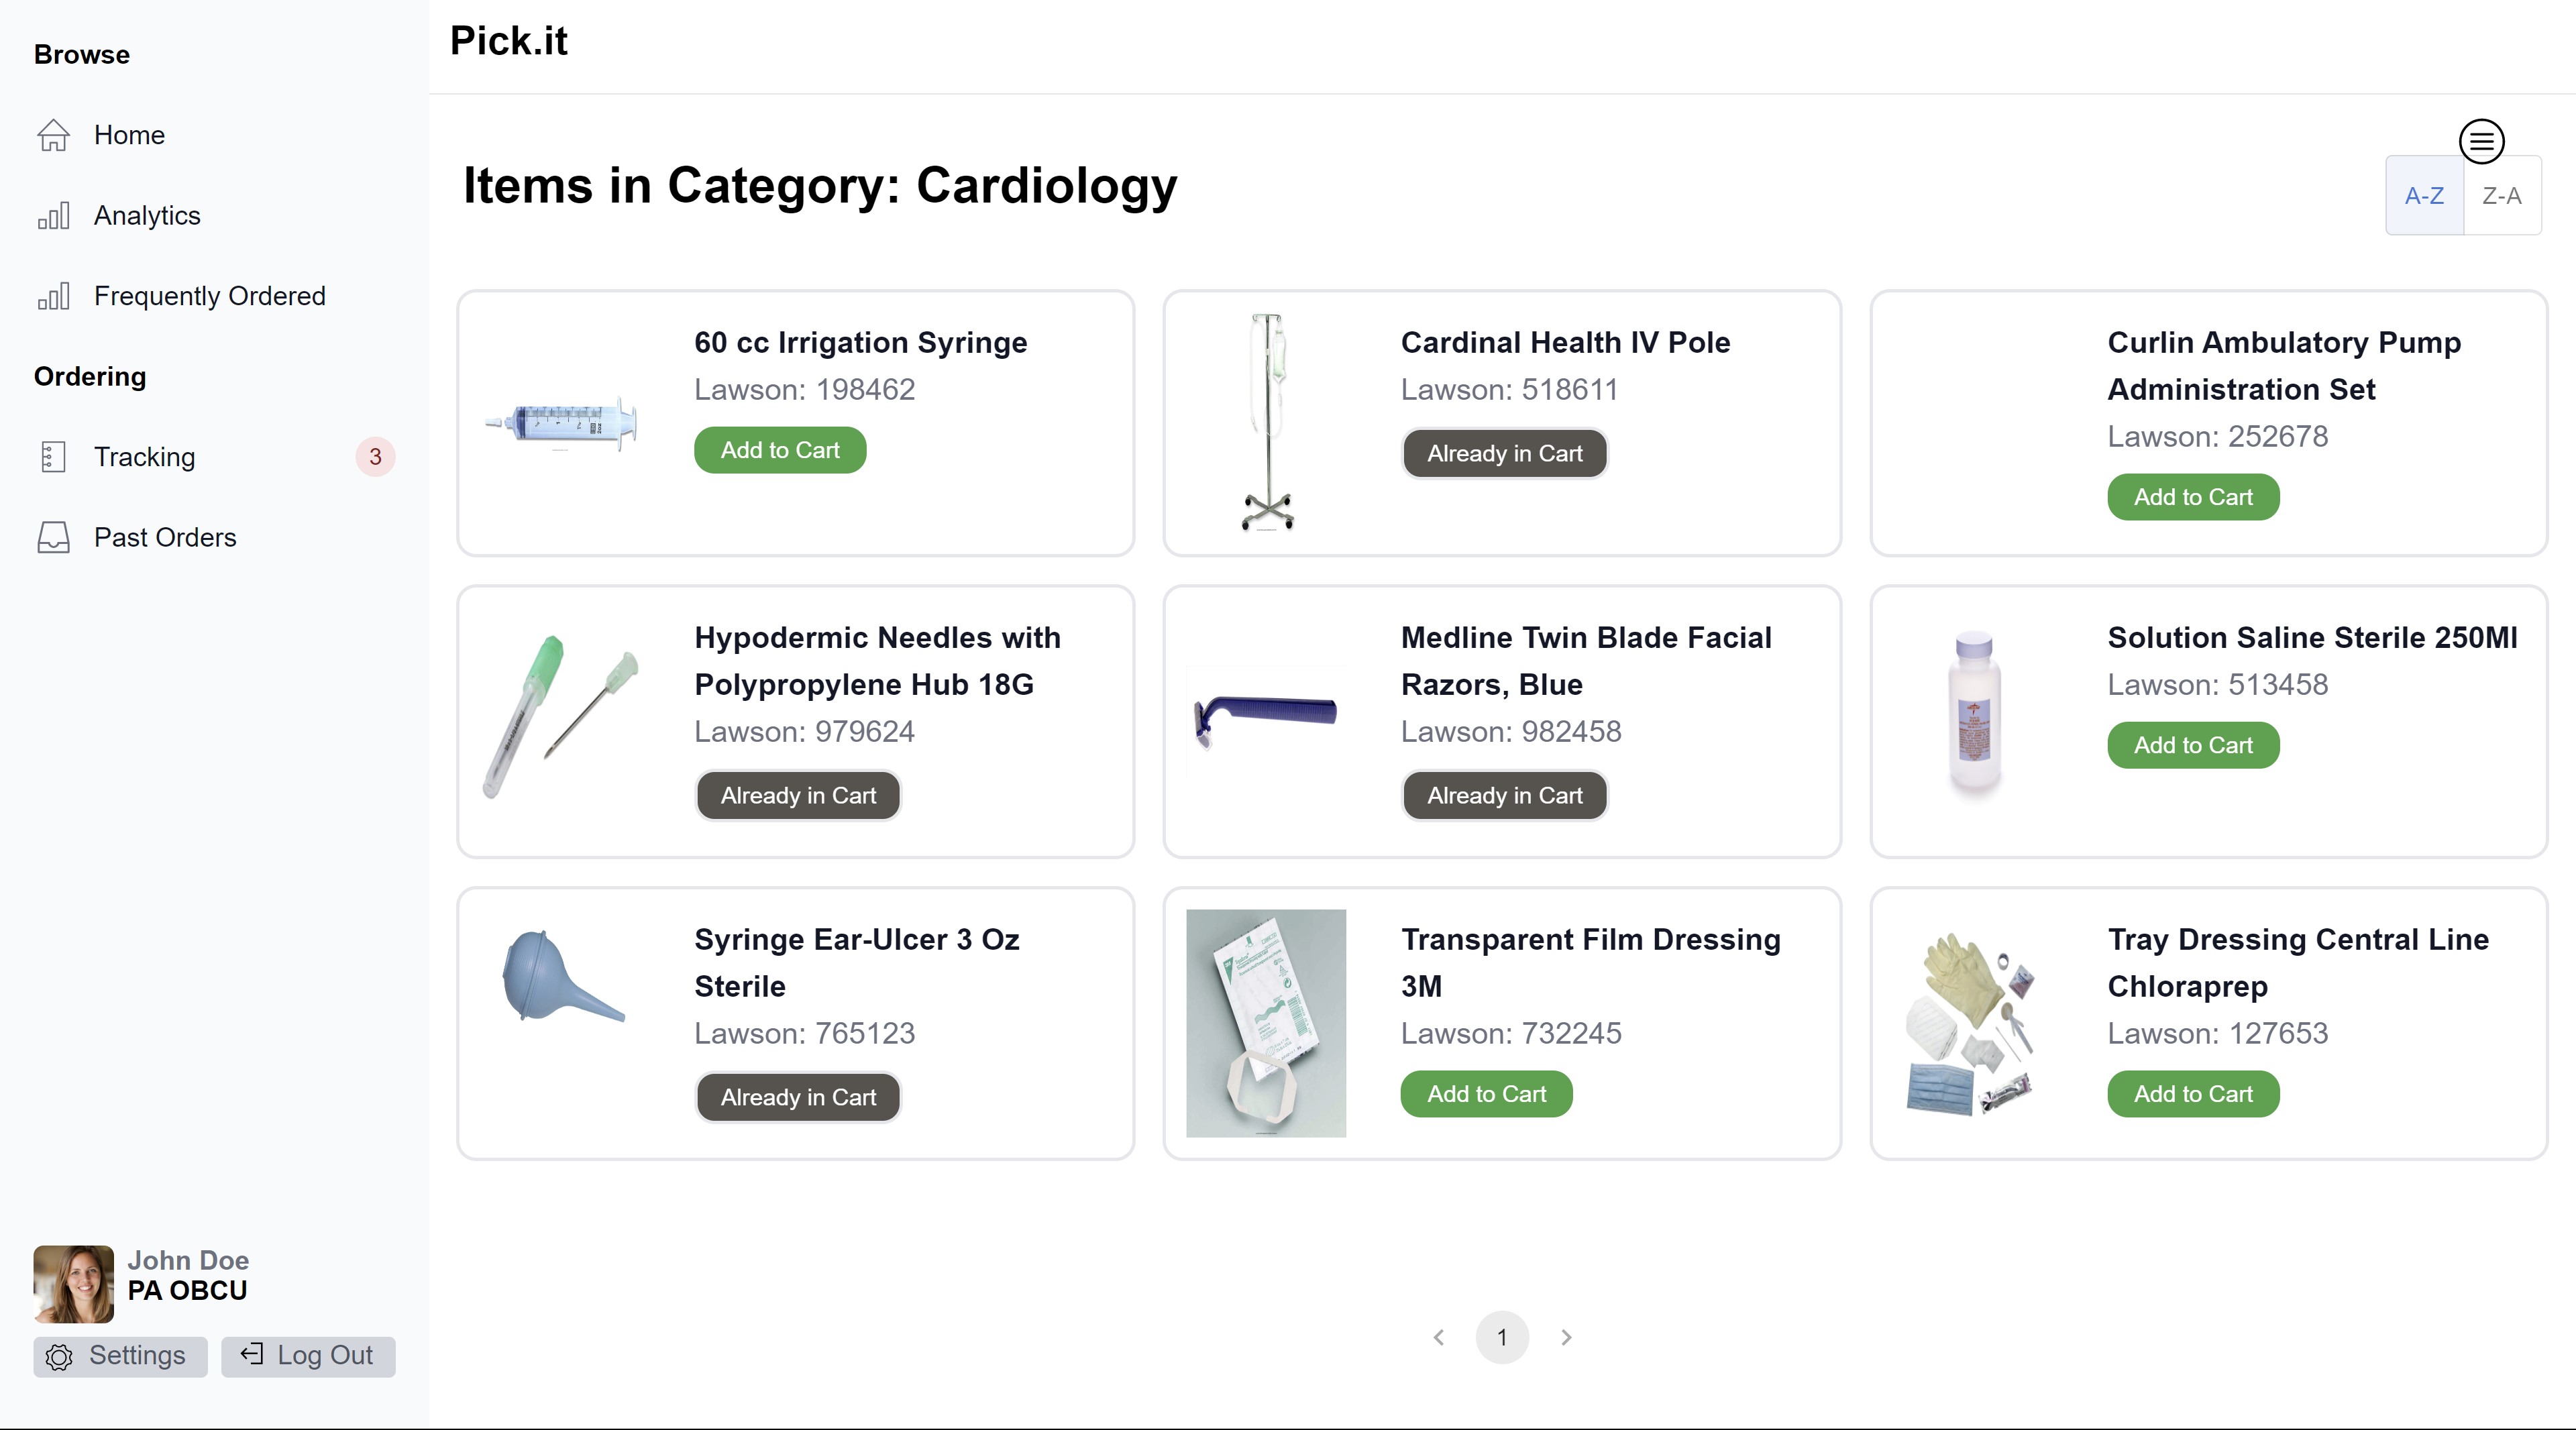 Browse
Home
Analytics
Frequently Ordered
Ordering
Tracking
3
Past Orders
John Doe
PA OBCU
Settings
Log Out
Pick.it
Items in Category: Cardiology
A-Z
Z-A
60 cc Irrigation Syringe
Lawson: 198462
Add to Cart
Cardinal Health IV Pole
Lawson: 518611
Already in Cart
Curlin Ambulatory Pump
Administration Set
Lawson: 252678
Add to Cart
Hypodermic Needles with
Polypropylene Hub 18G
Lawson: 979624
Already in Cart
Medline Twin Blade Facial
Razors, Blue
Lawson: 982458
Already in Cart
Solution Saline Sterile 250Ml
Lawson: 513458
Add to Cart
Syringe Ear-Ulcer 3 Oz
Sterile
Lawson: 765123
Already in Cart
Transparent Film Dressing
3M
Lawson: 732245
Add to Cart
Tray Dressing Central Line
Chloraprep
Lawson: 127653
Add to Cart
1